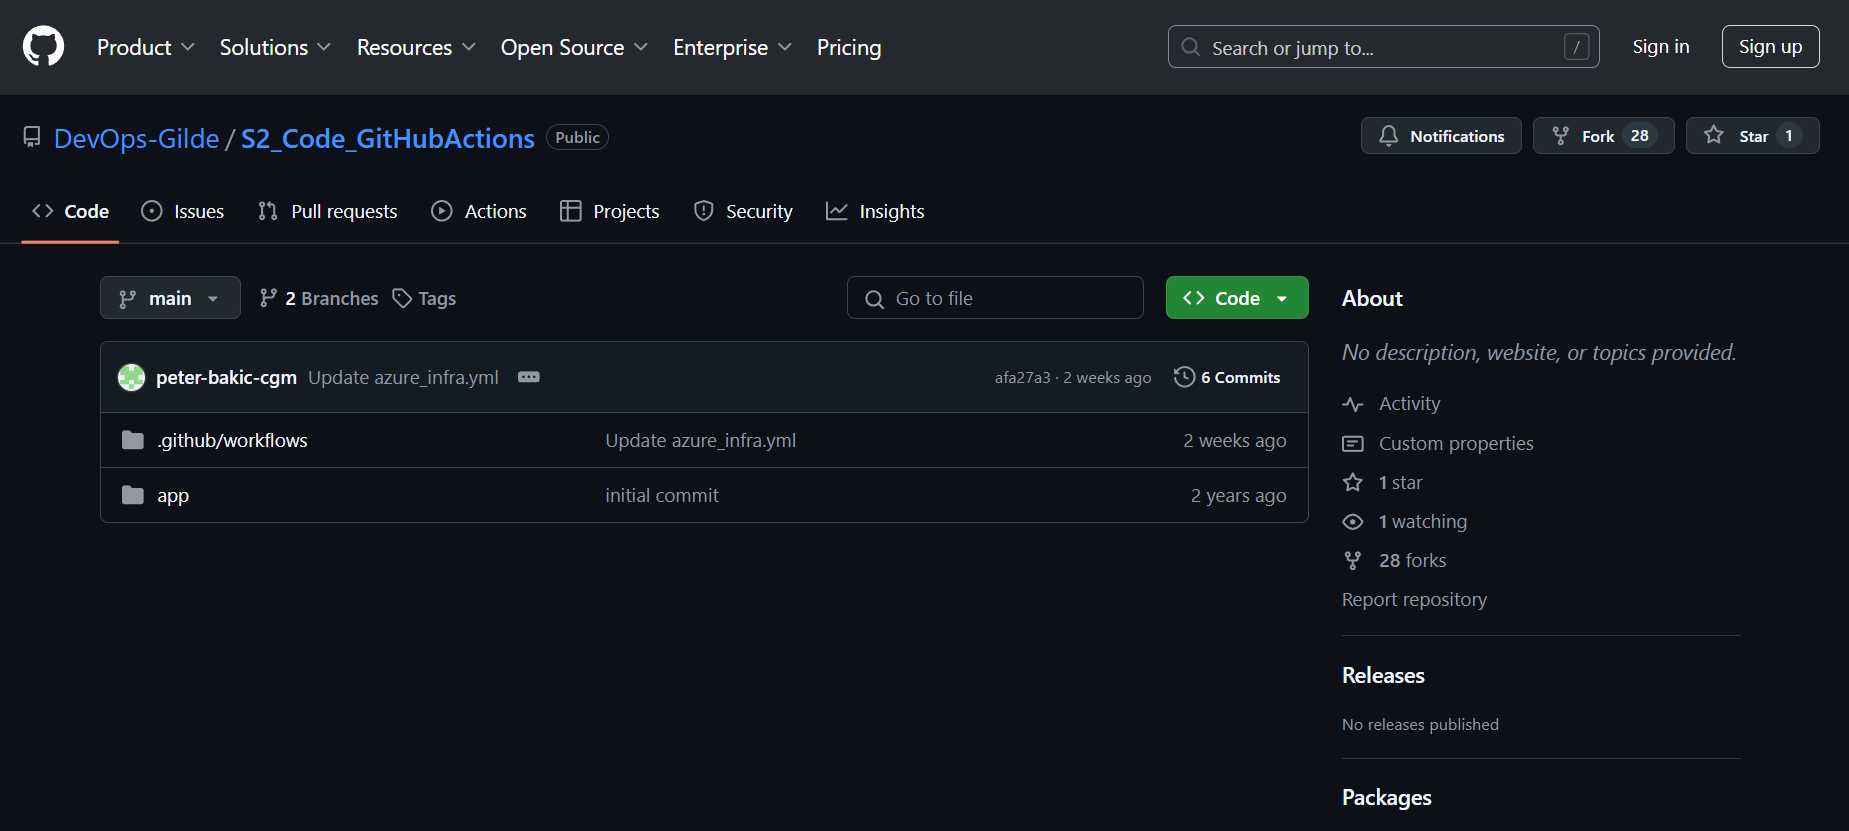 Product Solutions Resources Open Source Enterprise Pricing Search or jump to... / Sign in Sign up
DevOps-Gilde / S2_Code_GitHubActions Public Notifications Fork 28 Star 1
Code Issues Pull requests Actions Projects Security Insights
main 2 Branches Tags Go to file Code
peter-bakic-cgm Update azure_infra.yml afa27a3 · 2 weeks ago 6 Commits
.github/workflows Update azure_infra.yml 2 weeks ago
app initial commit 2 years ago
About
No description, website, or topics provided.
Activity
Custom properties
1 star
1 watching
28 forks
Report repository
Releases
No releases published
Packages